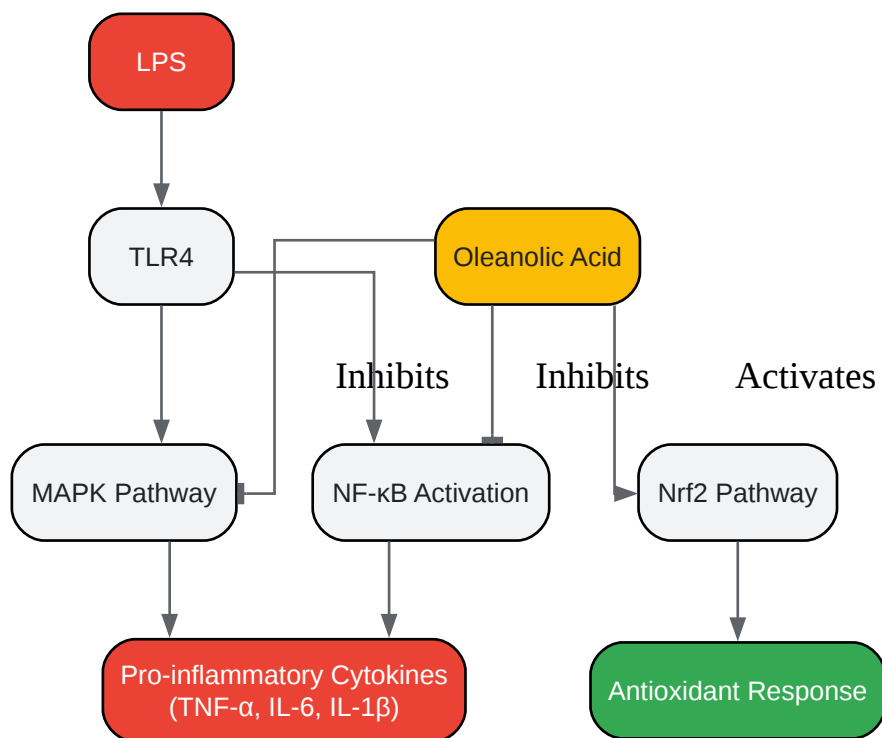 LPS
TLR4
Oleanolic Acid
Inhibits
Inhibits
Activates
MAPK Pathway
NF-κB Activation
Nrf2 Pathway
Pro-inflammatory Cytokines
(TNF-α, IL-6, IL-1β)
Antioxidant Response